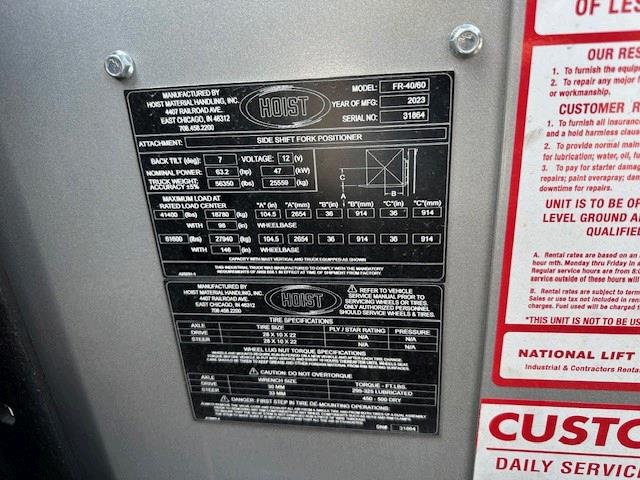 MANUFACTURED BY
HOIST MATERIAL HANDLING, INC.
4407 RAILROAD AVE.
EAST CHICAGO, IN 46312
708.458.2200
HOIST
MODEL: FR-40/60
YEAR OF MFG: 2023
SERIAL NO: 31864
ATTACHMENT: SIDE SHIFT FORK POSITIONER
BACK TILT (deg): 7 VOLTAGE: 12 (v)
NOMINAL POWER: 63.2 (hp) 47 (kW)
TRUCK WEIGHT: 56350 (lbs) 25559 (kg)
ACCURACY ±5%
C
A
B
MAXIMUM LOAD AT
RATED LOAD CENTER "A" (in) "A"(mm) "B"(in) "B"(mm) "C"(in) "C"(mm)
41400 (lbs) 18780 (kg) 104.5 2654 36 914 36 914
WITH 98 (in) WHEELBASE
61600 (lbs) 27940 (kg) 104.5 2654 36 914 36 914
WITH 146 (in) WHEELBASE
CAPACITY WITH MAST VERTICAL AND TRUCK EQUIPPED AS SHOWN
THIS INDUSTRIAL TRUCK WAS MANUFACTURED TO COMPLY WITH THE MANDATORY
REQUIREMENTS OF ANSI B56.1 IN EFFECT AT TIME OF SHIPMENT FROM FACTORY
MANUFACTURED BY
HOIST MATERIAL HANDLING, INC.
4407 RAILROAD AVE.
EAST CHICAGO, IN 46312
708.458.2200
HOIST
REFER TO VEHICLE
SERVICE MANUAL PRIOR TO
SERVICING WHEELS OR TIRES.
ONLY AUTHORIZED PERSONNEL
SHOULD SERVICE WHEELS & TIRES
TIRE SPECIFICATIONS
AXLE TIRE SIZE PLY / STAR RATING PRESSURE
DRIVE 28 X 10 X 22 N/A N/A
STEER 28 X 10 X 22 N/A N/A
WHEEL LUG NUT TORQUE SPECIFICATIONS
CAUTION: DO NOT OVERTORQUE
AXLE WRENCH SIZE TORQUE - FT.LBS.
DRIVE 30 MM 295-325 LUBRICATED
STEER 33 MM 450 - 500 DRY
DANGER: FIRST STEP IN TIRE DE-MOUNTING OPERATIONS
SN# 31864
OF LES
OUR RES
1. To furnish the equip
2. To repair any major
or workmanship.
CUSTOMER R
1. To furnish all insuranc
and a hold harmless clause
2. To provide normal main
for lubrication; water, oil, fu
3. To pay for starter damag
repairs; paint overspray; da
downtime for repairs.
UNIT IS TO BE OP
LEVEL GROUND A
QUALIFIE
A. Rental rates are based on an
hour mth. Monday thru Friday in a
Regular service hours are from 8:
service outside of these hours will
B. Rental rates are subject to term
Sales or use tax not included in ren
charges. Fuel used will be charged
*THIS UNIT IS NOT TO BE US
NATIONAL LIFT
Industrial & Contractors Renta
CUSTO
DAILY SERVIC